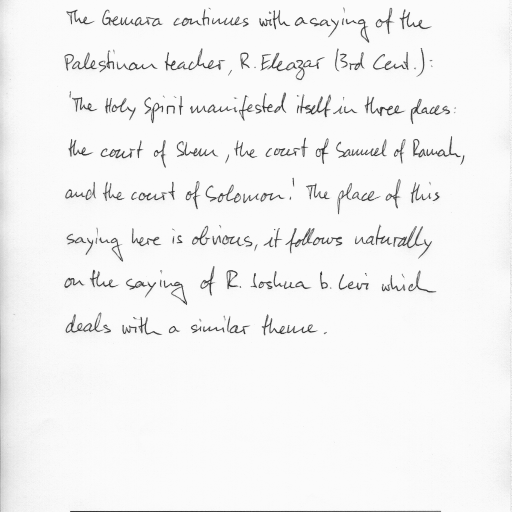 The Gemara continues with a saying of the
Palestinian teacher, R. Eleazar (3rd Cent.):
'The Holy Spirit manifested itself in three places:
the court of Shem, the court of Samuel of Ramah,
and the court of Solomon.' The place of this
saying here is obvious, it follows naturally
on the saying of R. Joshua b. Levi which
deals with a similar theme.